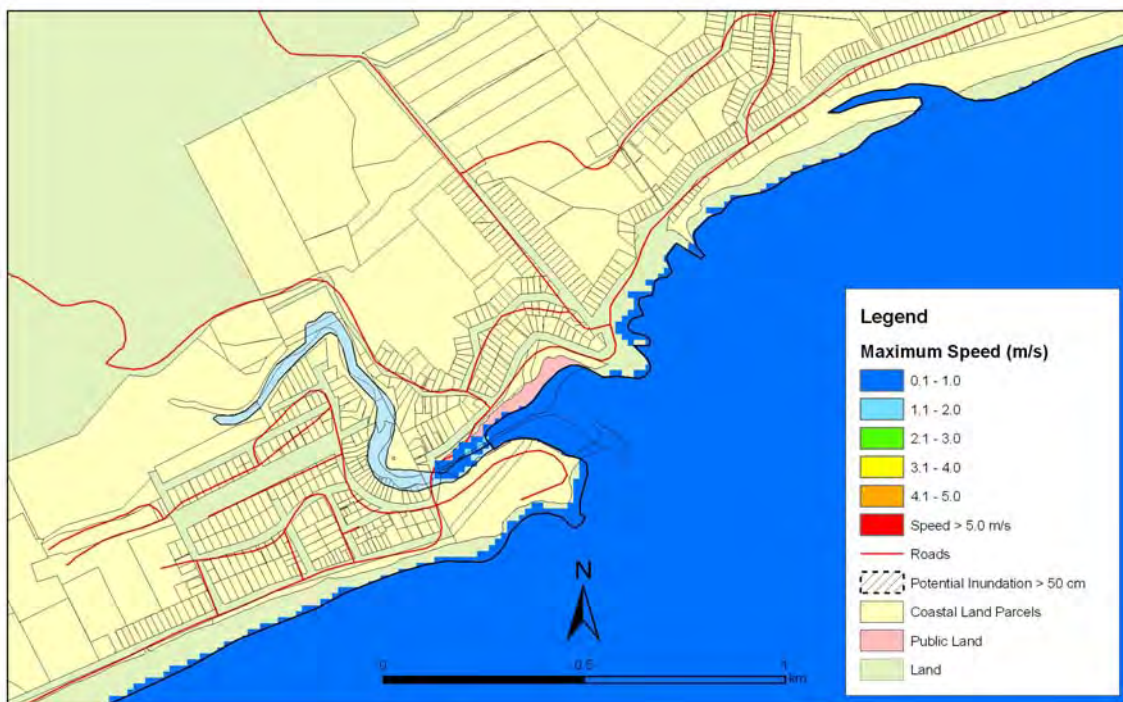 Legend
Maximum Speed (m/s)
0.1 - 1.0
1.1 - 2.0
2.1 - 3.0
3.1 - 4.0
4.1 - 5.0
Speed > 5.0 m/s
Roads
Potential Inundation > 50 cm
Coastal Land Parcels
Public Land
Land
N
0 0.5 1
km